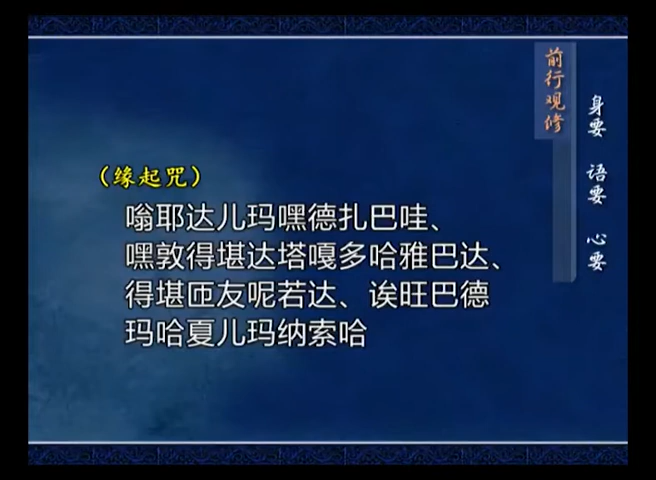 前行观修
身要 语要 心要
（缘起咒）
嗡耶达儿玛嘿德扎巴哇、
嘿敦得堪达塔嘎多哈雅巴达、
得堪匝友呢若达、诶旺巴德
玛哈夏儿玛纳索哈